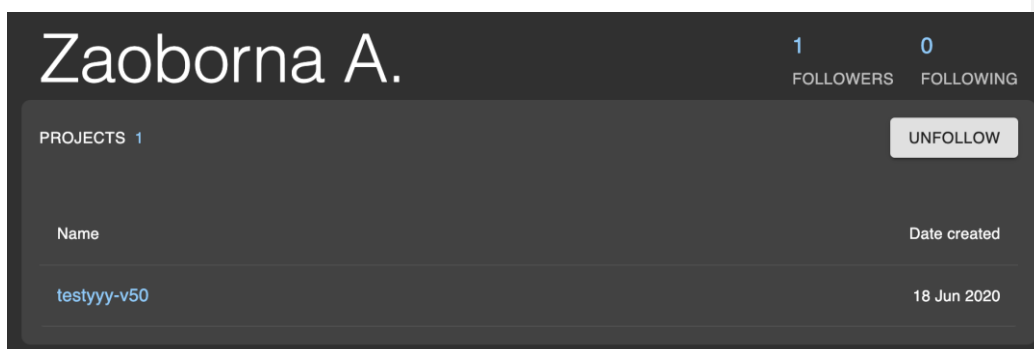 Zaoborna A.
1 0
FOLLOWERS FOLLOWING
PROJECTS 1
UNFOLLOW
Name Date created
testyyy-v50 18 Jun 2020